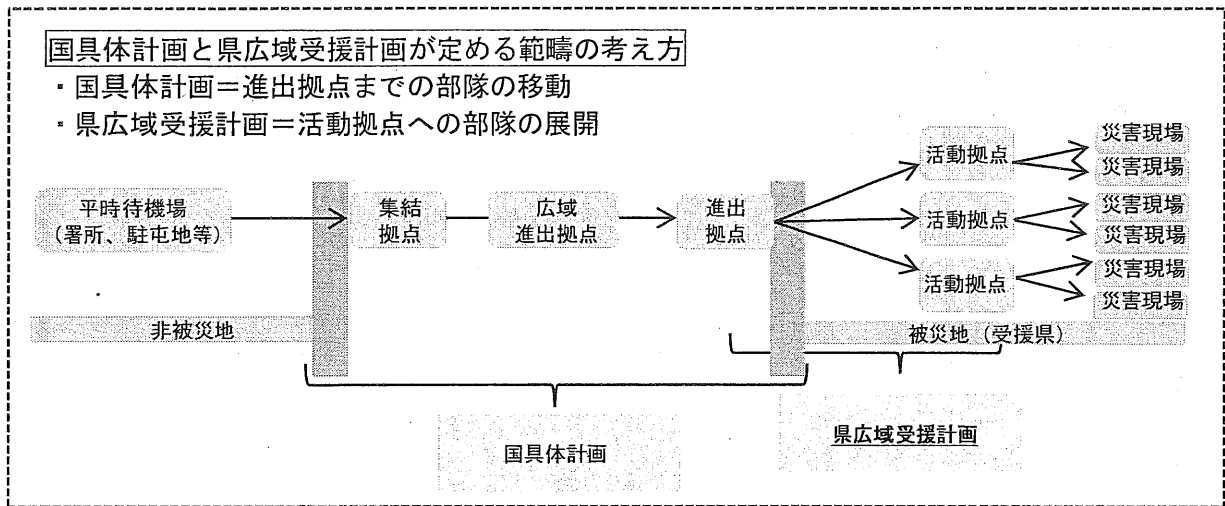 国具体計画と県広域受援計画が定める範疇の考え方
・国具体計画＝進出拠点までの部隊の移動
・県広域受援計画＝活動拠点への部隊の展開
平時待機場
（署所、駐屯地等）
集結
拠点
広域
進出拠点
進出
拠点
活動拠点
活動拠点
活動拠点
災害現場
災害現場
災害現場
災害現場
災害現場
災害現場
非被災地
被災地（受援県）
国具体計画
県広域受援計画